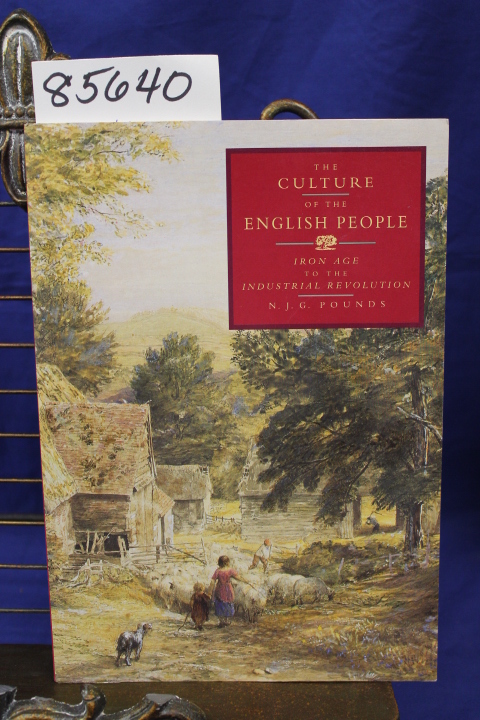 85640
THE
CULTURE
OF THE
ENGLISH PEOPLE
IRON AGE
TO THE
INDUSTRIAL REVOLUTION
N. J. G. POUNDS